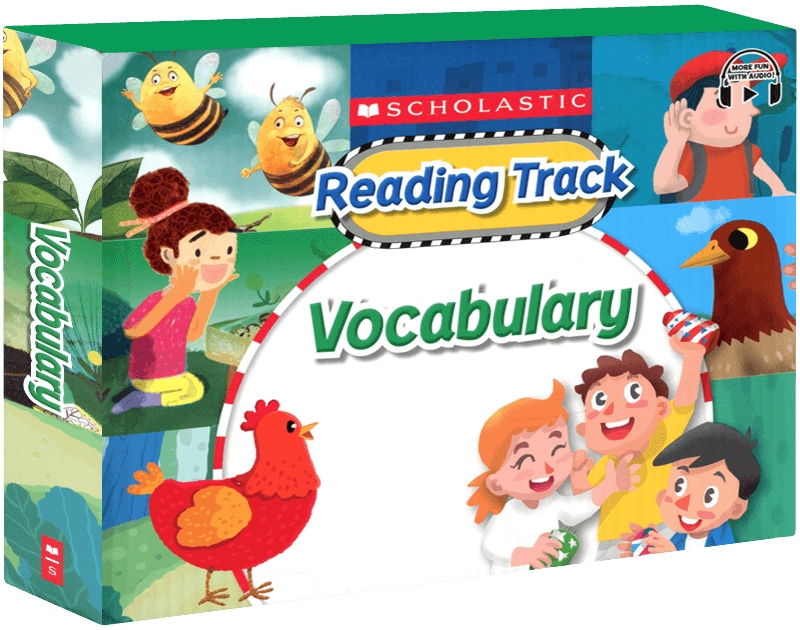 MORE FUN
WITH AUDIO!
SCHOLASTIC
Reading Track
Vocabulary
Vocabulary
S